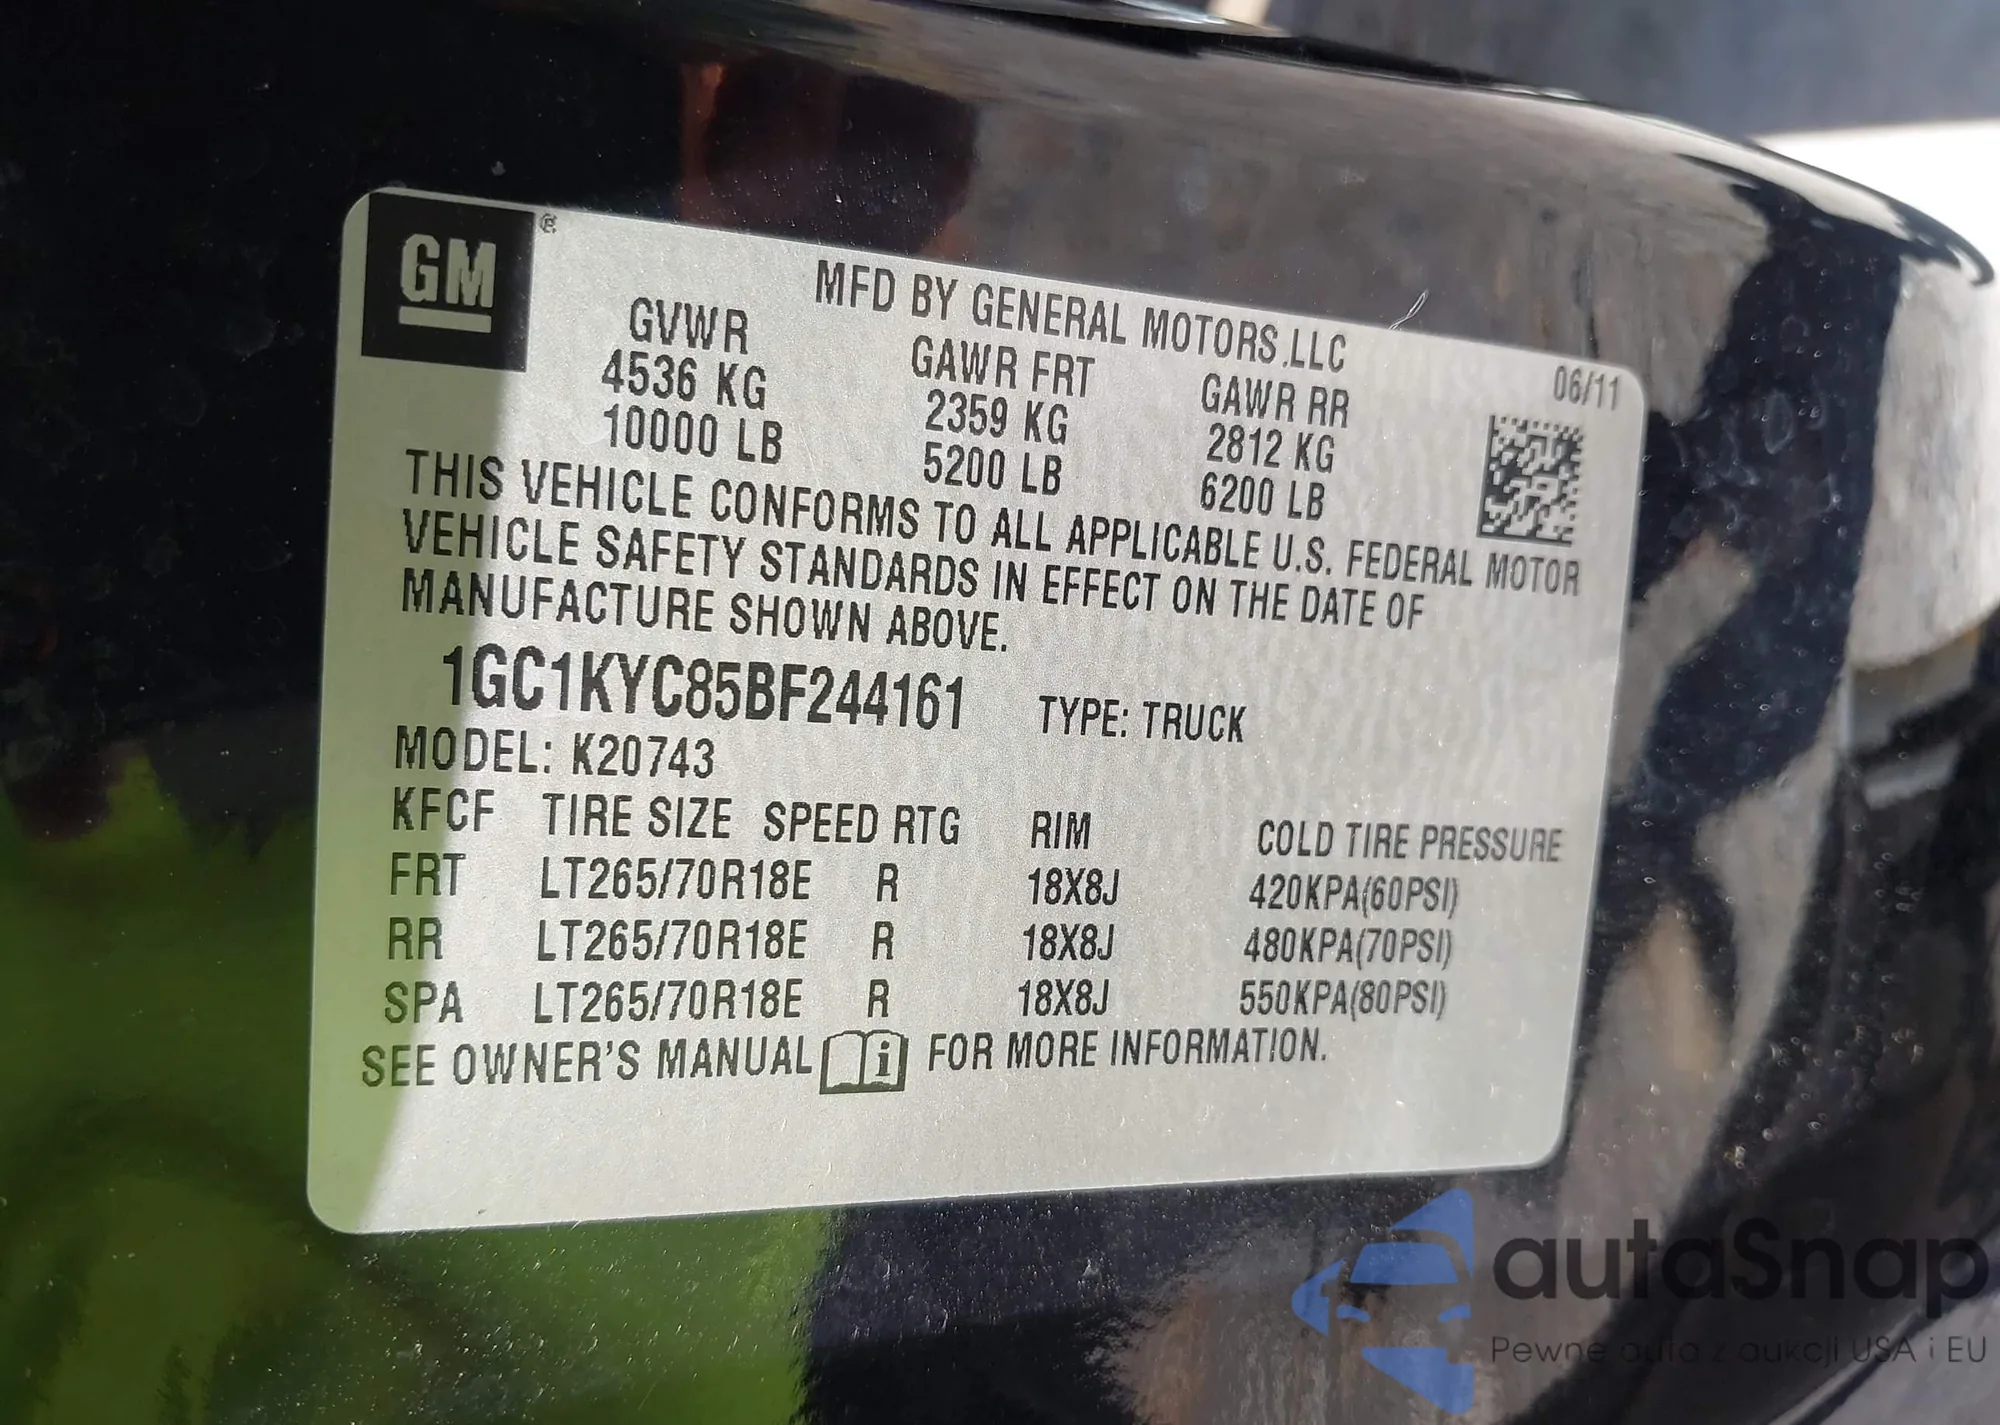 GM ®
MFD BY GENERAL MOTORS LLC
06/11
GVWR GAWR FRT GAWR RR
4536 KG 2359 KG 2812 KG
10000 LB 5200 LB 6200 LB
THIS VEHICLE CONFORMS TO ALL APPLICABLE U.S. FEDERAL MOTOR
VEHICLE SAFETY STANDARDS IN EFFECT ON THE DATE OF
MANUFACTURE SHOWN ABOVE.
1GC1KYC85BF244161 TYPE: TRUCK
MODEL: K20743
KFCF TIRE SIZE SPEED RTG RIM COLD TIRE PRESSURE
FRT LT265/70R18E R 18X8J 420KPA(60PSI)
RR LT265/70R18E R 18X8J 480KPA(70PSI)
SPA LT265/70R18E R 18X8J 550KPA(80PSI)
SEE OWNER'S MANUAL i FOR MORE INFORMATION.
autaSnap
Pewne auta z aukcji USA i EU